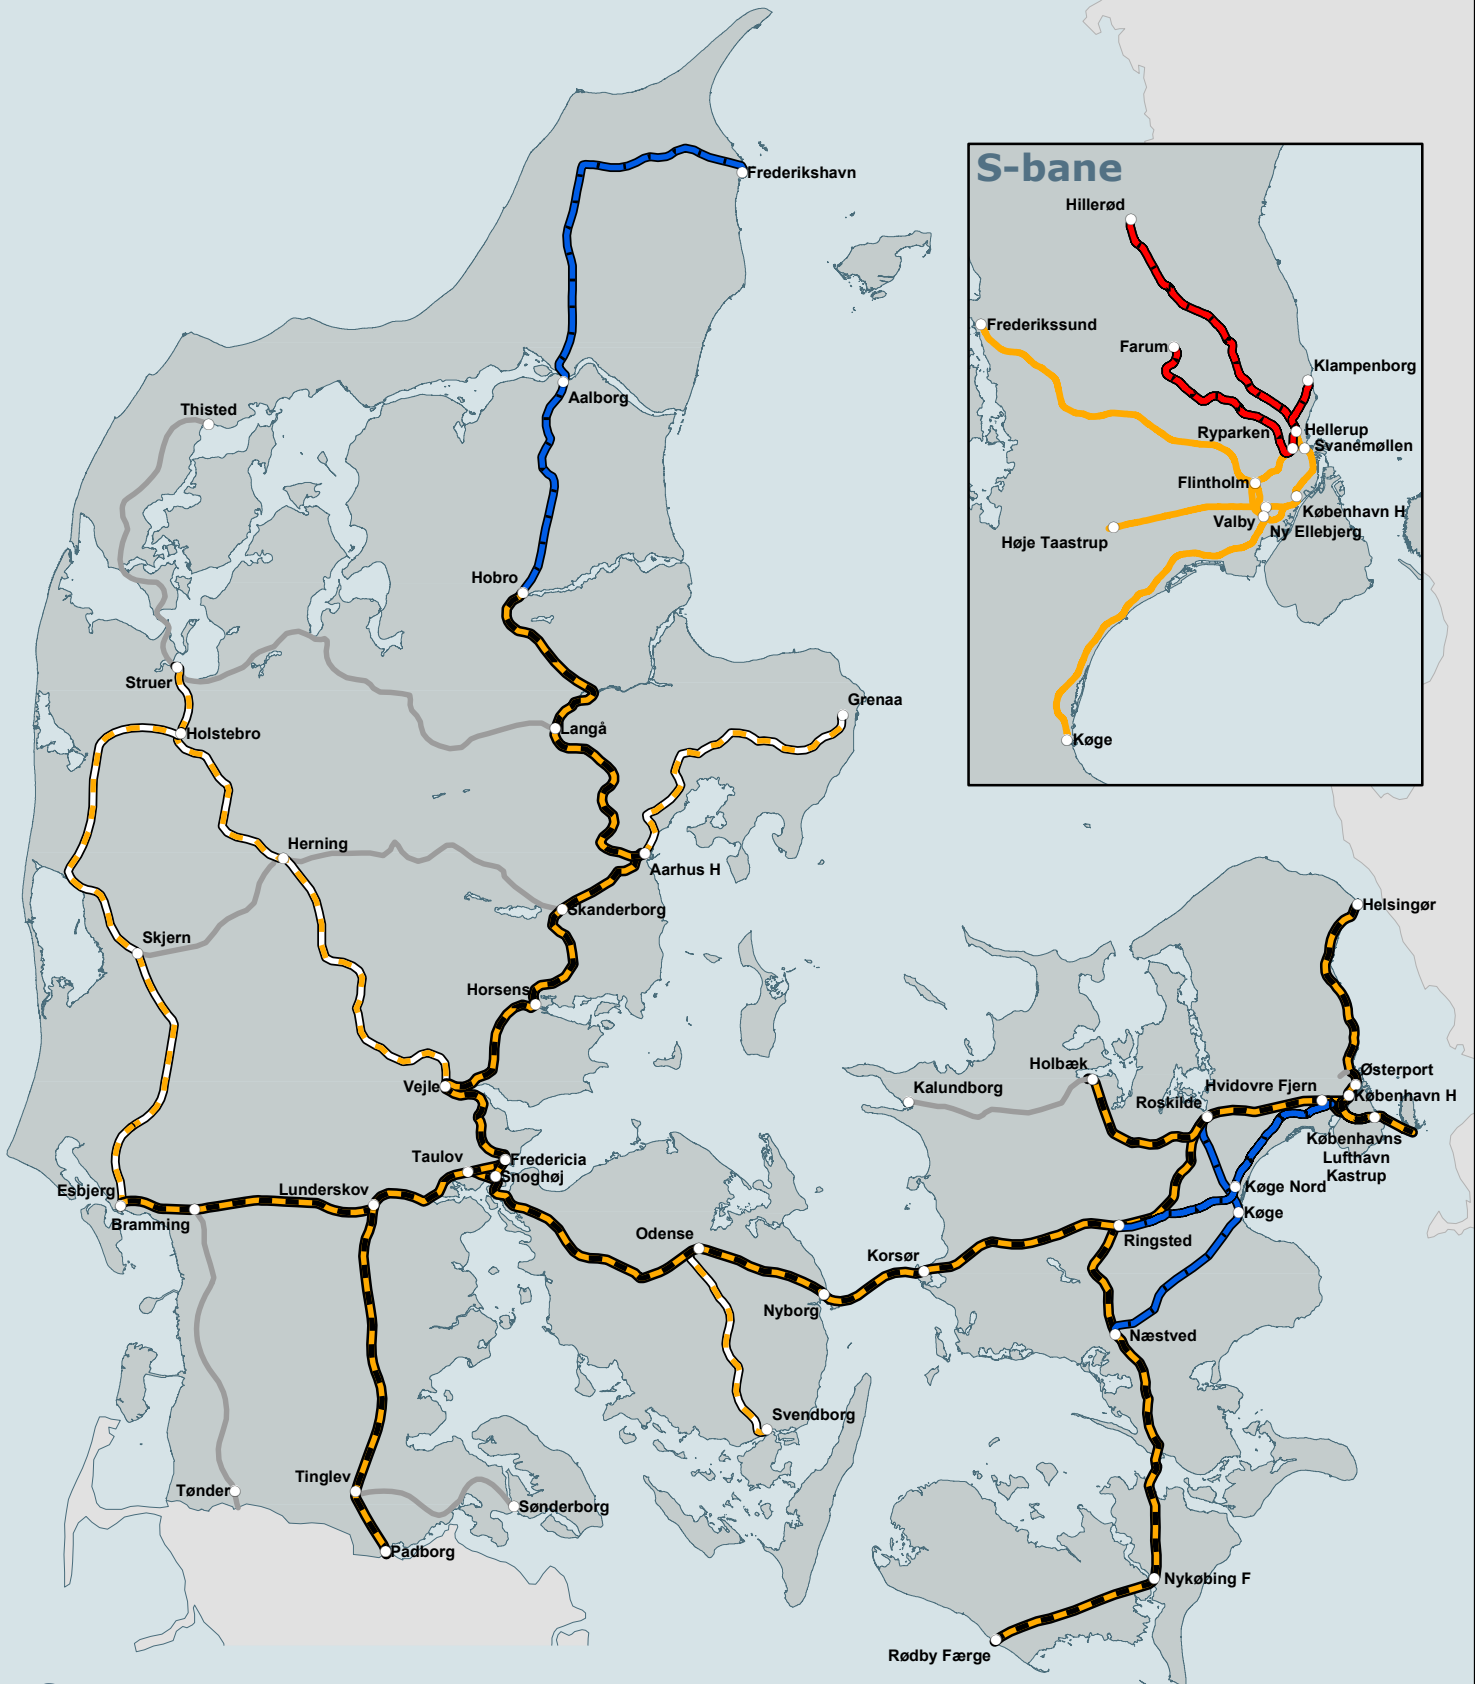 S-bane
Hillerød
Frederikssund
Farum
Klampenborg
Ryparken
Hellerup
Svanemøllen
Flintholm
København H
Valby
Ny Ellebjerg
Høje Taastrup
Køge
Frederikshavn
Aalborg
Thisted
Hobro
Struer
Holstebro
Langå
Grenaa
Herning
Aarhus H
Skanderborg
Skjern
Horsens
Vejle
Taulov
Fredericia
Snoghøj
Esbjerg
Bramming
Lunderskov
Odense
Nyborg
Korsør
Svendborg
Tønder
Tinglev
Sønderborg
Padborg
Helsingør
Holbæk
Kalundborg
Østerport
Hvidovre Fjern
København H
Roskilde
Københavns
Lufthavn
Kastrup
Køge Nord
Køge
Ringsted
Næstved
Nykøbing F
Rødby Færge